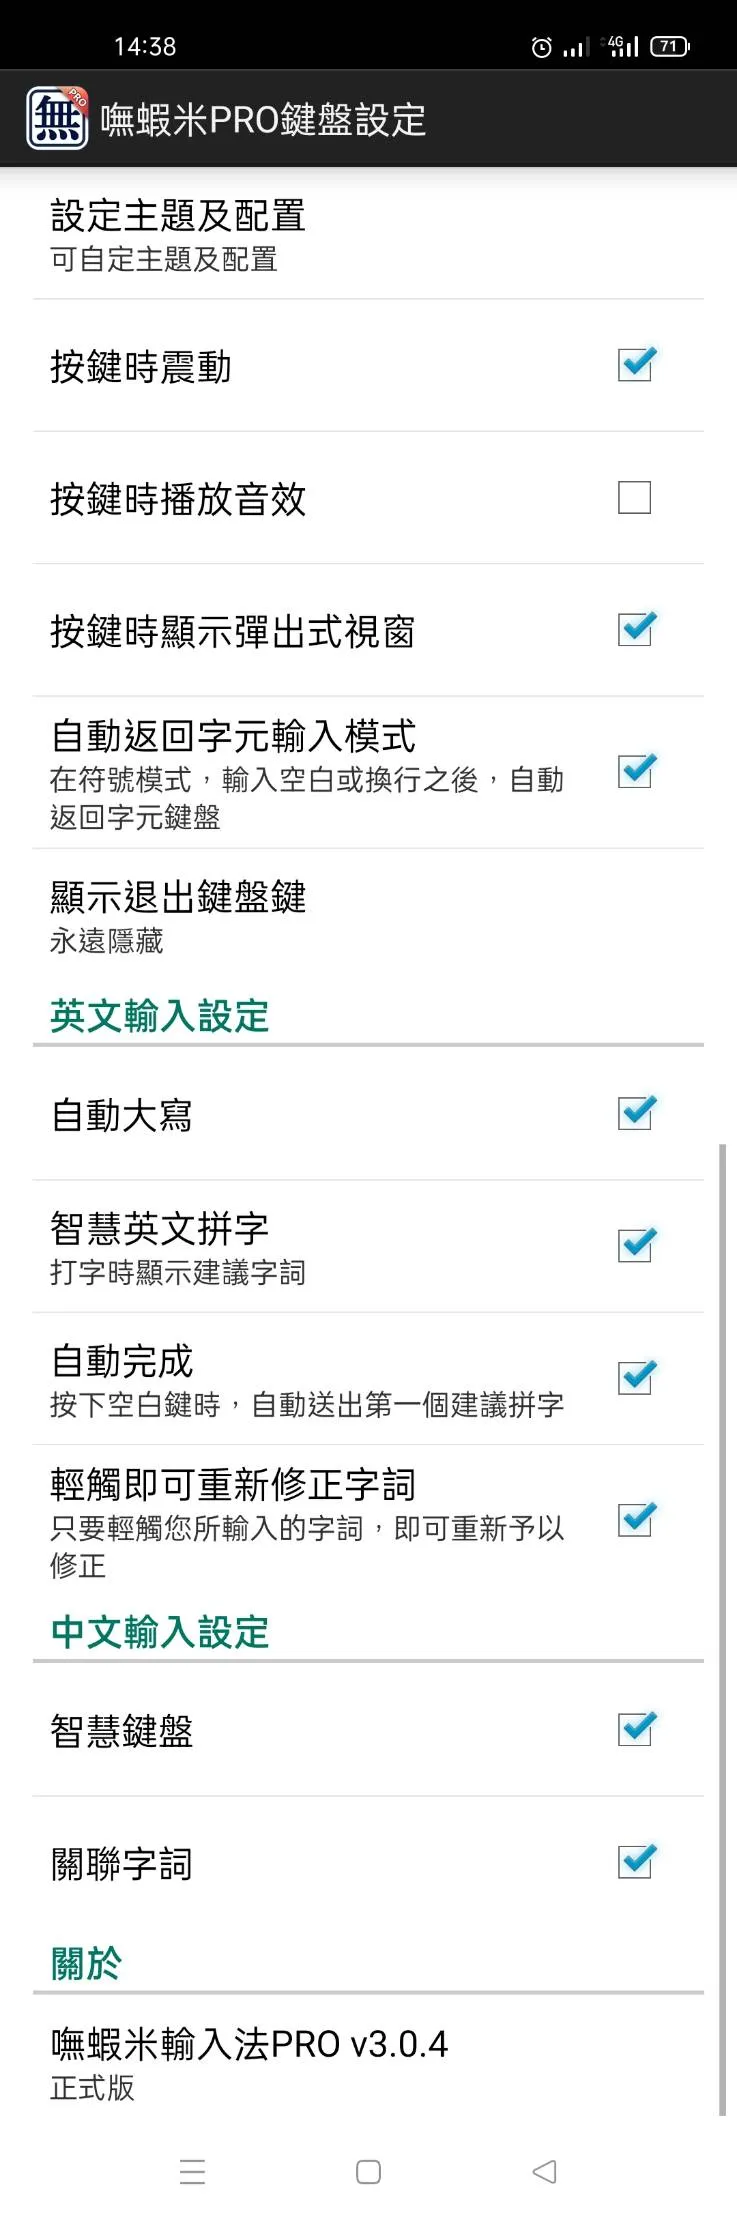 14:38
4G
71
無
PRO
嘸蝦米PRO鍵盤設定
設定主題及配置
可自定主題及配置
按鍵時震動
按鍵時播放音效
按鍵時顯示彈出式視窗
自動返回字元輸入模式
在符號模式，輸入空白或換行之後，自動
返回字元鍵盤
顯示退出鍵盤鍵
永遠隱藏
英文輸入設定
自動大寫
智慧英文拼字
打字時顯示建議字詞
自動完成
按下空白鍵時，自動送出第一個建議拼字
輕觸即可重新修正字詞
只要輕觸您所輸入的字詞，即可重新予以
修正
中文輸入設定
智慧鍵盤
關聯字詞
關於
嘸蝦米輸入法PRO v3.0.4
正式版